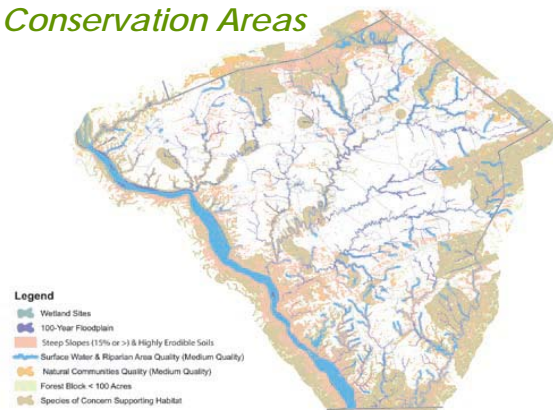 Conservation Areas
Legend
Wetland Sites
100-Year Floodplain
Steep Slopes (15% or >) & Highly Erodible Soils
Surface Water & Riparian Area Quality (Medium Quality)
Natural Communities Quality (Medium Quality)
Forest Block < 100 Acres
Species of Concern Supporting Habitat